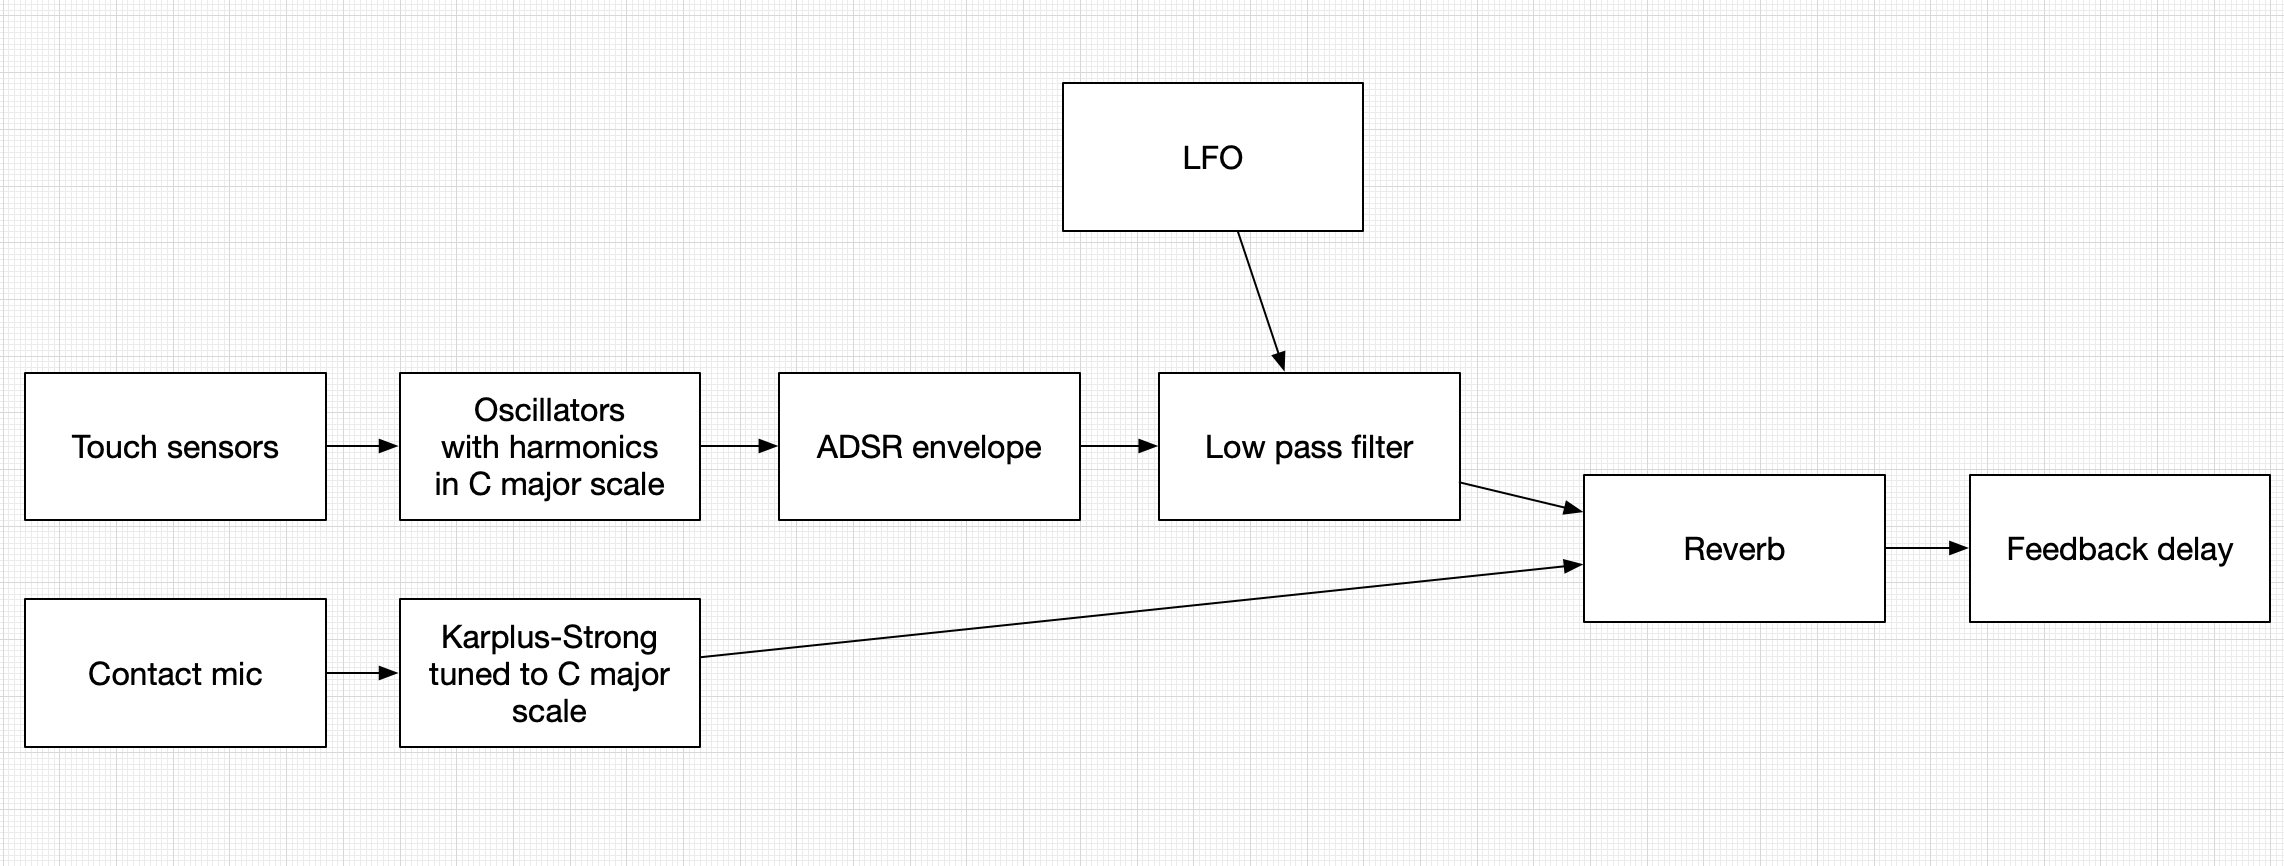 LFO
Touch sensors
Oscillators
with harmonics
in C major scale
ADSR envelope
Low pass filter
Reverb
Feedback delay
Contact mic
Karplus-Strong
tuned to C major
scale